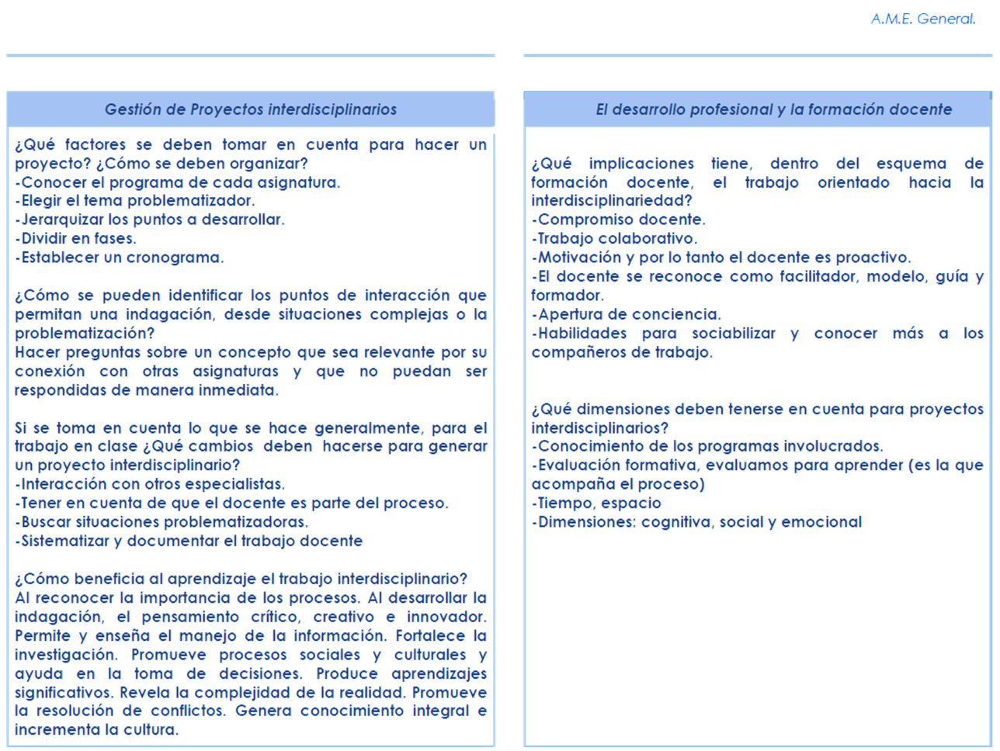 A.M.E. General.
Gestión de Proyectos interdisciplinarios
¿Qué factores se deben tomar en cuenta para hacer un
proyecto? ¿Cómo se deben organizar?
-Conocer el programa de cada asignatura.
-Elegir el tema problematizador.
-Jerarquizar los puntos a desarrollar.
-Dividir en fases.
-Establecer un cronograma.
¿Cómo se pueden identificar los puntos de interacción que
permitan una indagación, desde situaciones complejas o la
problematización?
Hacer preguntas sobre un concepto que sea relevante por su
conexión con otras asignaturas y que no puedan ser
respondidas de manera inmediata.
Si se toma en cuenta lo que se hace generalmente, para el
trabajo en clase ¿Qué cambios deben hacerse para generar
un proyecto interdisciplinario?
-Interacción con otros especialistas.
-Tener en cuenta de que el docente es parte del proceso.
-Buscar situaciones problematizadoras.
-Sistematizar y documentar el trabajo docente
¿Cómo beneficia al aprendizaje el trabajo interdisciplinario?
Al reconocer la importancia de los procesos. Al desarrollar la
indagación, el pensamiento crítico, creativo e innovador.
Permite y enseña el manejo de la información. Fortalece la
investigación. Promueve procesos sociales y culturales y
ayuda en la toma de decisiones. Produce aprendizajes
significativos. Revela la complejidad de la realidad. Promueve
la resolución de conflictos. Genera conocimiento integral e
incrementa la cultura.
El desarrollo profesional y la formación docente
¿Qué implicaciones tiene, dentro del esquema de
formación docente, el trabajo orientado hacia la
interdisciplinariedad?
-Compromiso docente.
-Trabajo colaborativo.
-Motivación y por lo tanto el docente es proactivo.
-El docente se reconoce como facilitador, modelo, guía y
formador.
-Apertura de conciencia.
-Habilidades para sociabilizar y conocer más a los
compañeros de trabajo.
¿Qué dimensiones deben tenerse en cuenta para proyectos
interdisciplinarios?
-Conocimiento de los programas involucrados.
-Evaluación formativa, evaluamos para aprender (es la que
acompaña el proceso)
-Tiempo, espacio
-Dimensiones: cognitiva, social y emocional